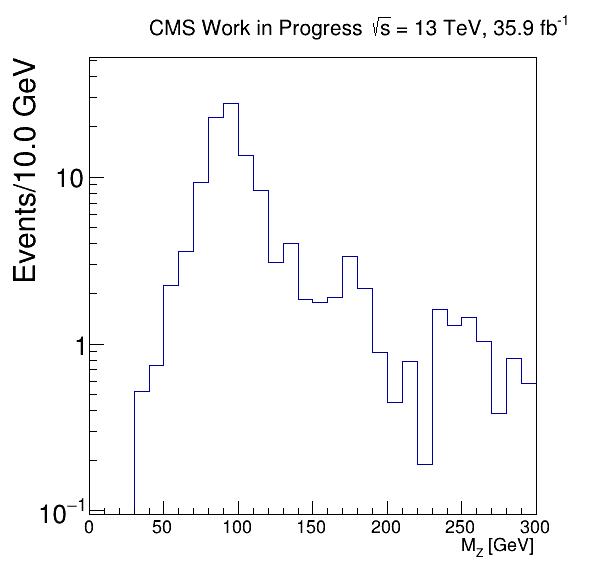 CMS Work in Progress √s = 13 TeV, 35.9 fb⁻¹
Events/10.0 GeV
10
1
10⁻¹
0 50 100 150 200 250 300
M_Z [GeV]